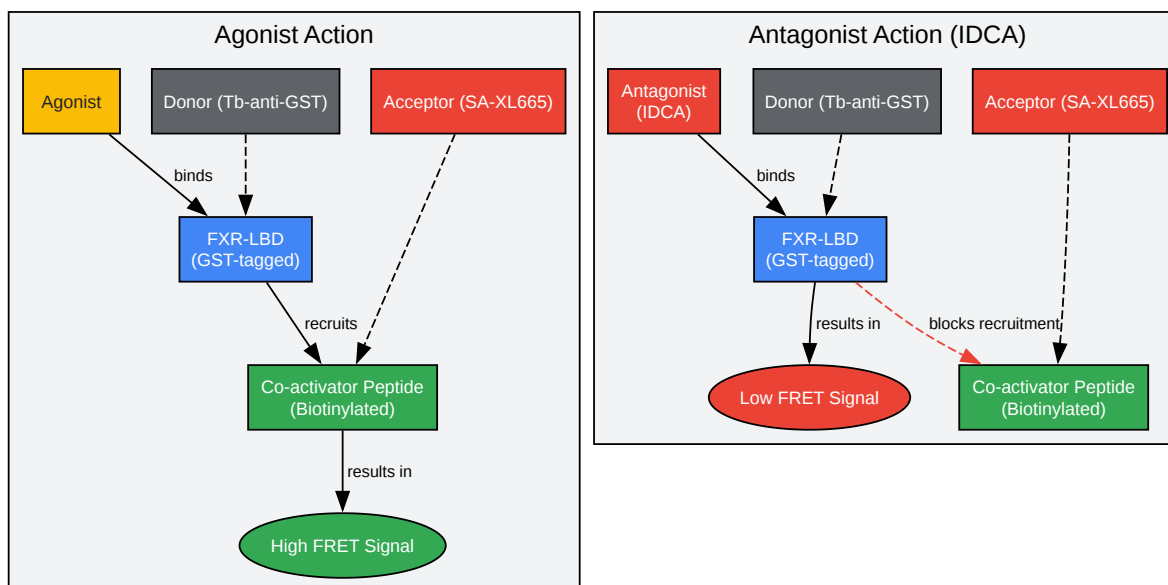 Agonist Action
Agonist
Donor (Tb-anti-GST)
Acceptor (SA-XL665)
binds
FXR-LBD
(GST-tagged)
recruits
Co-activator Peptide
(Biotinylated)
results in
High FRET Signal
Antagonist Action (IDCA)
Antagonist
(IDCA)
Donor (Tb-anti-GST)
Acceptor (SA-XL665)
binds
FXR-LBD
(GST-tagged)
results in
blocks recruitment
Low FRET Signal
Co-activator Peptide
(Biotinylated)